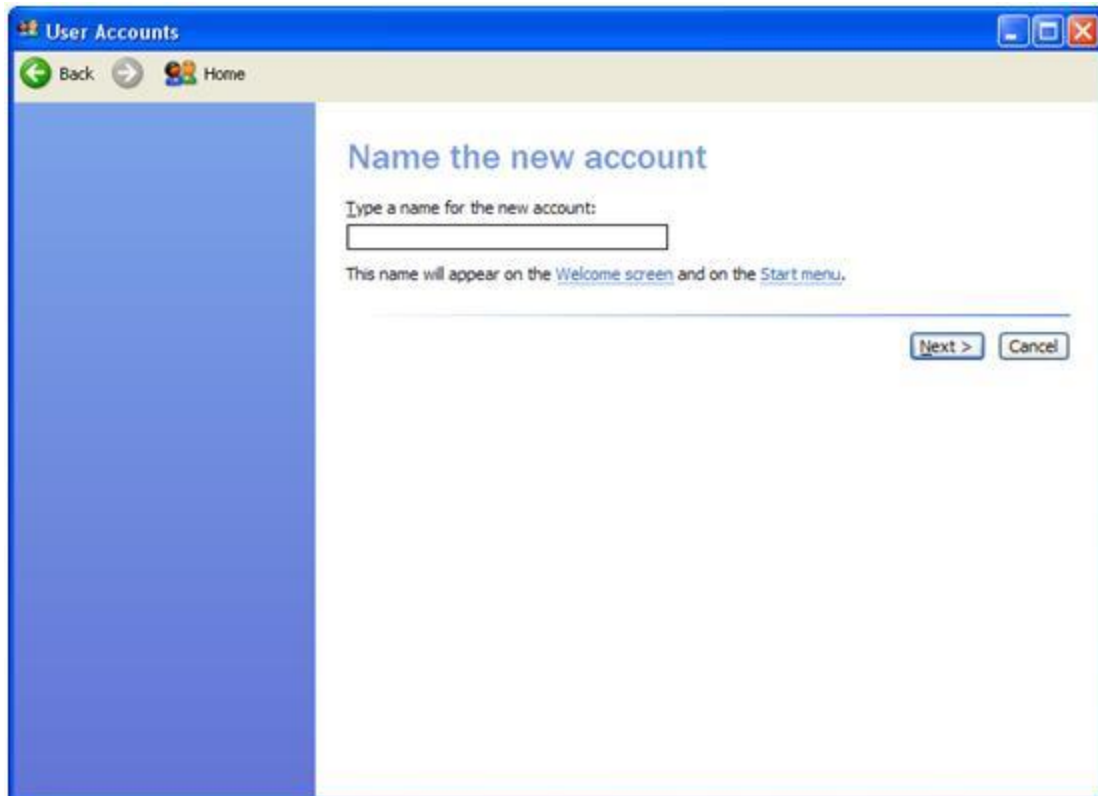 User Accounts
Back Home
Name the new account
Type a name for the new account:
This name will appear on the Welcome screen and on the Start menu.
Next > Cancel